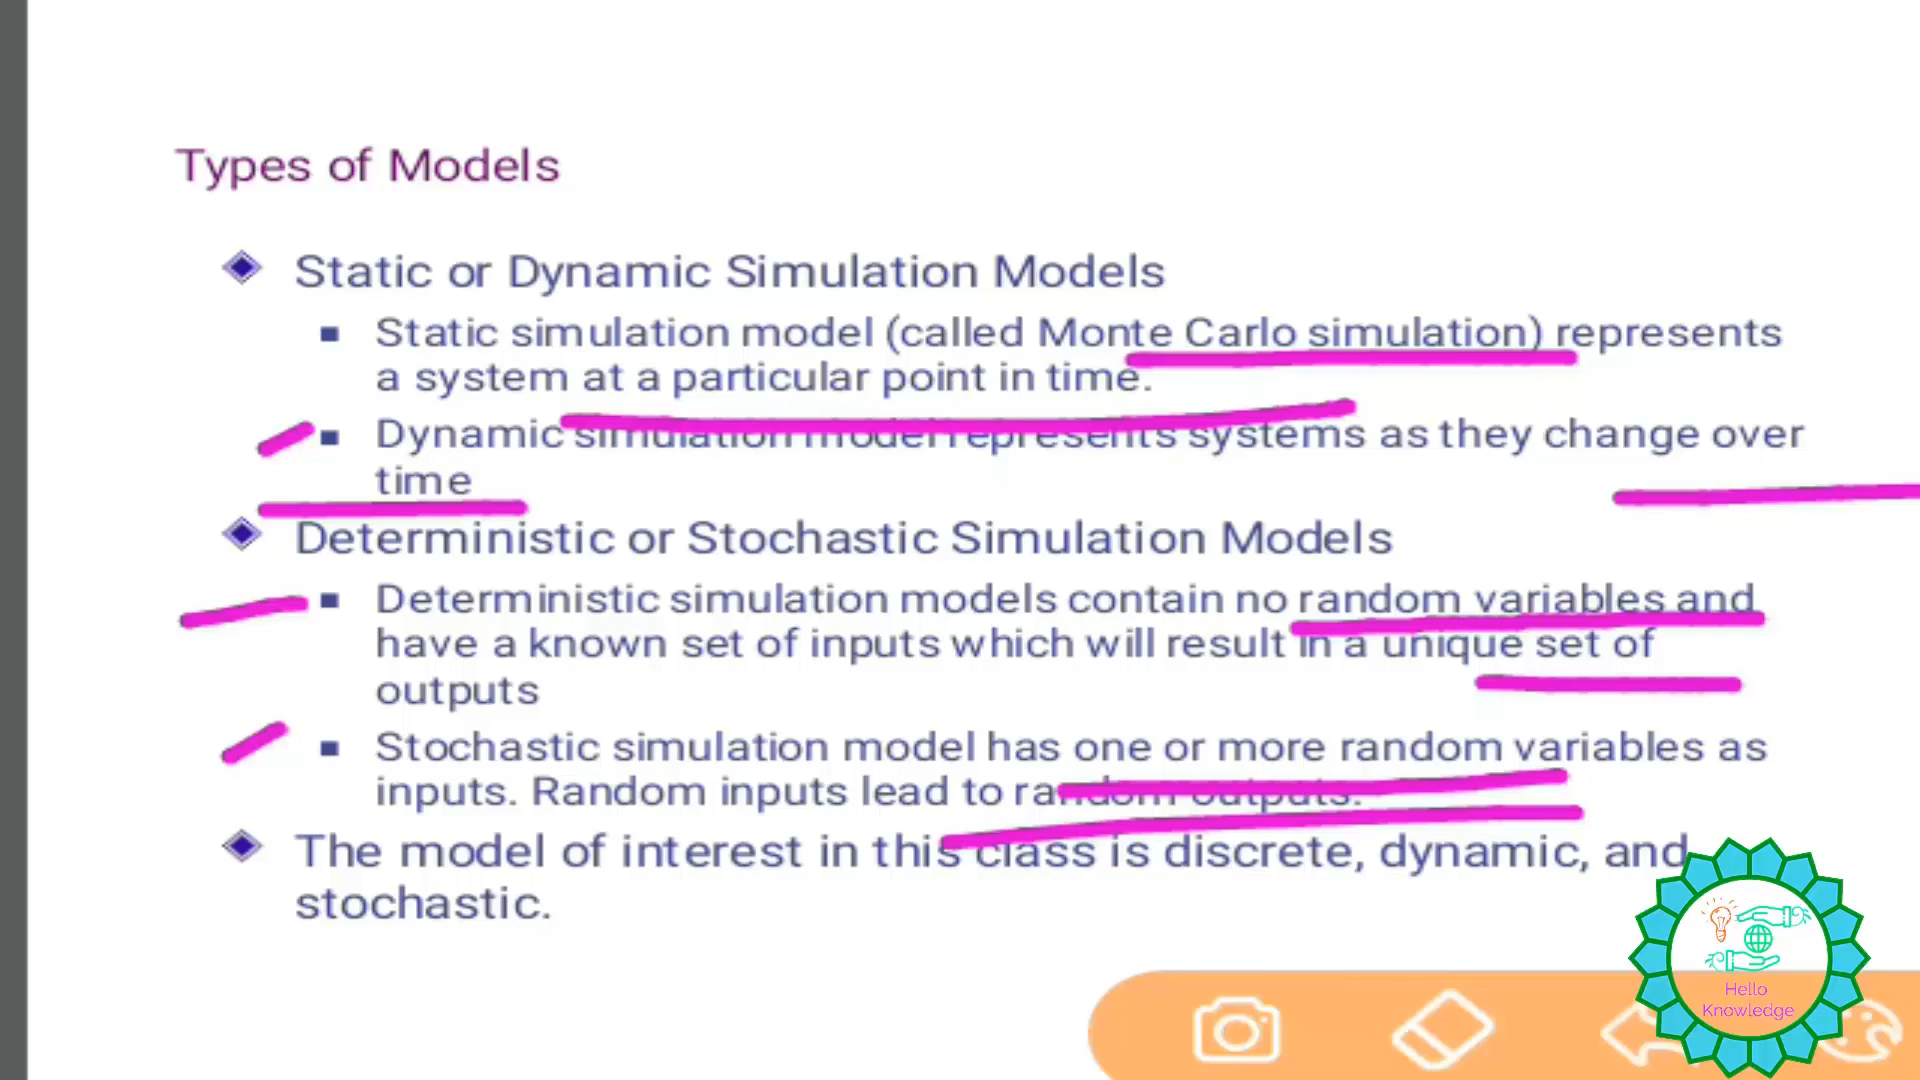 Types of Models
Static or Dynamic Simulation Models
Static simulation model (called Monte Carlo simulation) represents
a system at a particular point in time.
Dynamic simulation model represents systems as they change over
time
Deterministic or Stochastic Simulation Models
Deterministic simulation models contain no random variables and
have a known set of inputs which will result in a unique set of
outputs
Stochastic simulation model has one or more random variables as
inputs. Random inputs lead to random outputs.
The model of interest in this class is discrete, dynamic, and
stochastic.
Hello
Knowledge